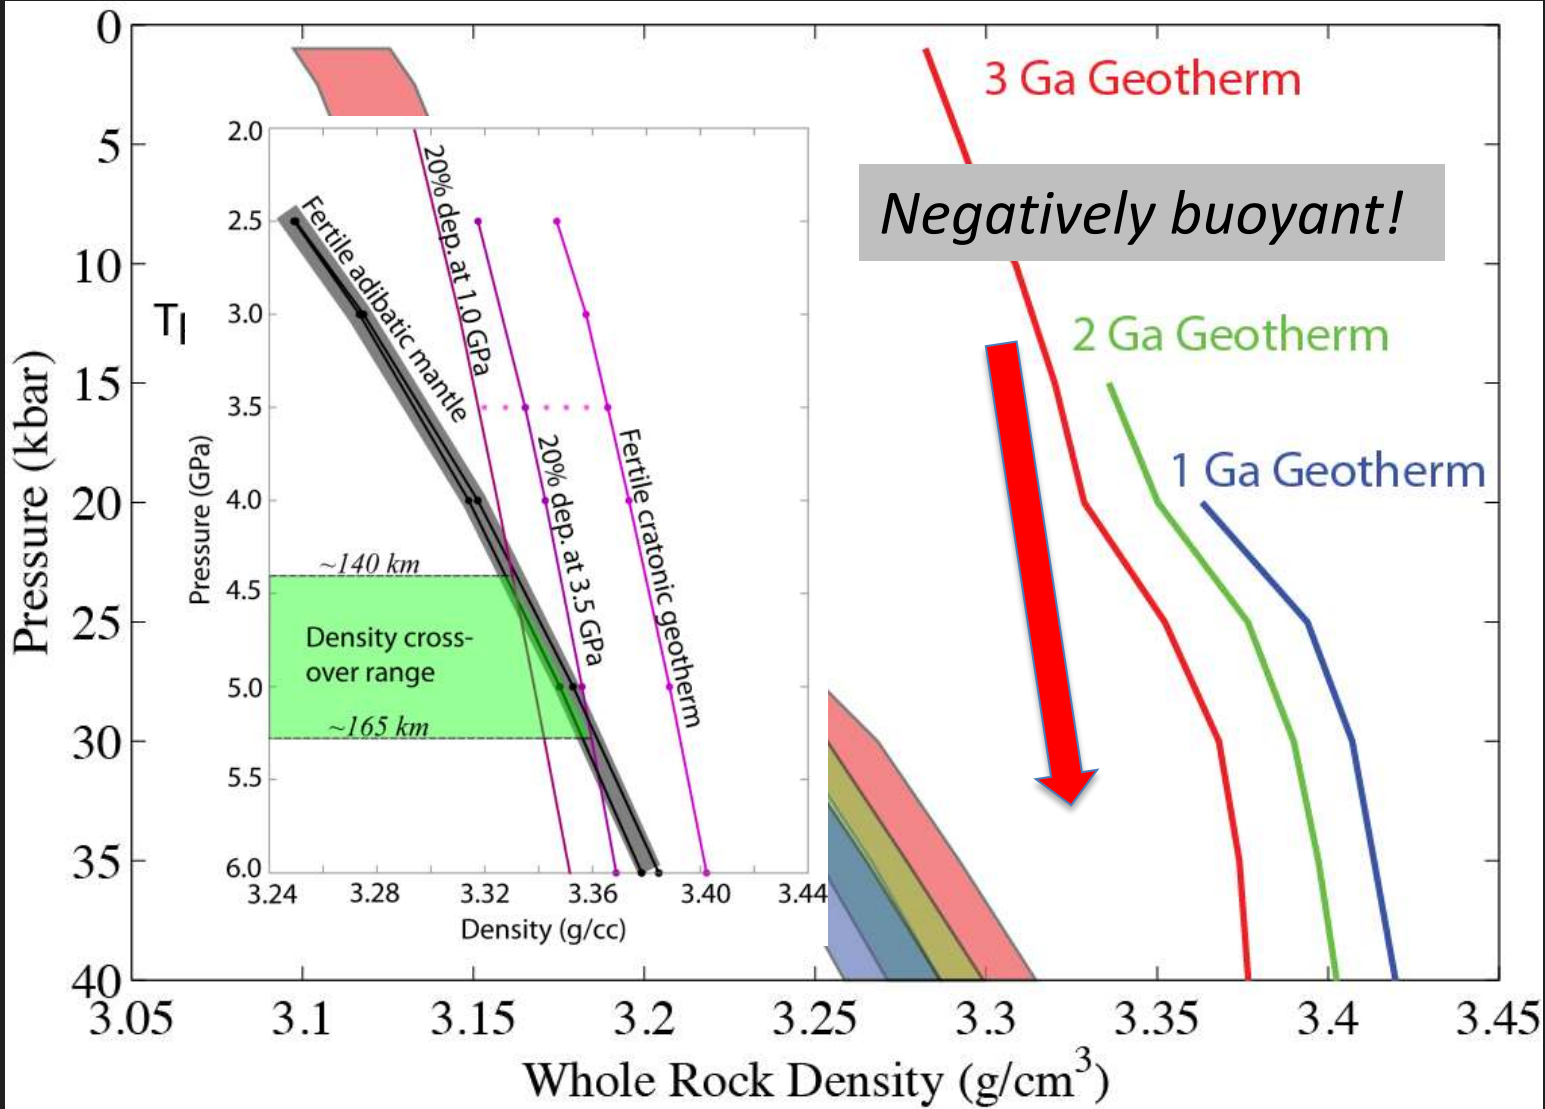 0
5
10
15
20
25
30
35
40
Pressure (kbar)
3.05
3.1
3.15
3.2
3.25
3.3
3.35
3.4
3.45
Whole Rock Density (g/cm³)
3 Ga Geotherm
Negatively buoyant!
2 Ga Geotherm
1 Ga Geotherm
2.0
2.5
3.0
3.5
4.0
4.5
5.0
5.5
6.0
Pressure (GPa)
3.24
3.28
3.32
3.36
3.40
3.44
Density (g/cc)
Fertile adibatic mantle
20% dep. at 1.0 GPa
20% dep. at 3.5 GPa
Fertile cratonic geotherm
~140 km
Density cross-
over range
~165 km